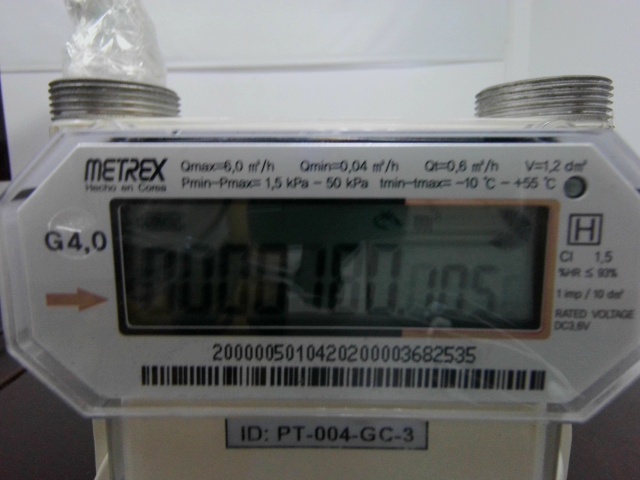 METREX
Hecho en Corea
Qmax=6,0 m³/h Qmin=0,04 m³/h Qt=0,6 m³/h V=1,2 dm³
Pmin-Pmax= 1,5 kPa - 50 kPa tmin-tmax= -10 °C - +55 °C
G4,0
H
Cl 1,5
%HR ≤ 93%
1 imp / 10 dm³
RATED VOLTAGE
DC3,6V
2000005010420200003682535
ID: PT-004-GC-3